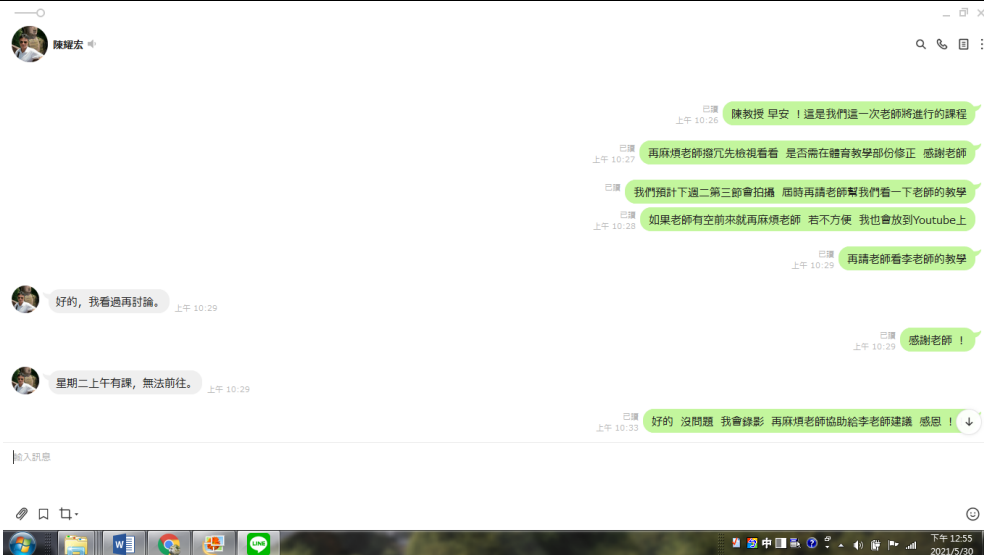 陳耀宏
已讀
上午 10:26
陳教授 早安 ！這是我們這一次老師將進行的課程
已讀
上午 10:27
再麻煩老師撥冗先檢視看看 是否需在體育教學部份修正 感謝老師
已讀
我們預計下週二第三節會拍攝 屆時再請老師幫我們看一下老師的教學
已讀
上午 10:28
如果老師有空前來就再麻煩老師 若不方便 我也會放到Youtube上
已讀
上午 10:29
再請老師看李老師的教學
好的，我看過再討論。
上午 10:29
已讀
上午 10:29
感謝老師 ！
星期二上午有課，無法前往。
上午 10:29
已讀
上午 10:33
好的 沒問題 我會錄影 再麻煩老師協助給李老師建議 感恩 ！
輸入訊息
W
LINE
中
下午 12:55
2021/5/30